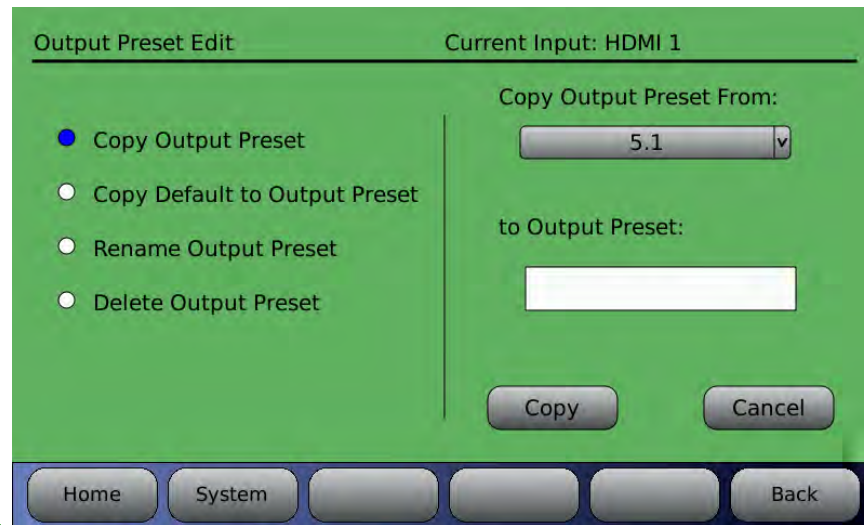 Output Preset Edit
Current Input: HDMI 1
Copy Output Preset
Copy Default to Output Preset
Rename Output Preset
Delete Output Preset
Copy Output Preset From:
5.1
to Output Preset:
Copy
Cancel
Home
System
Back